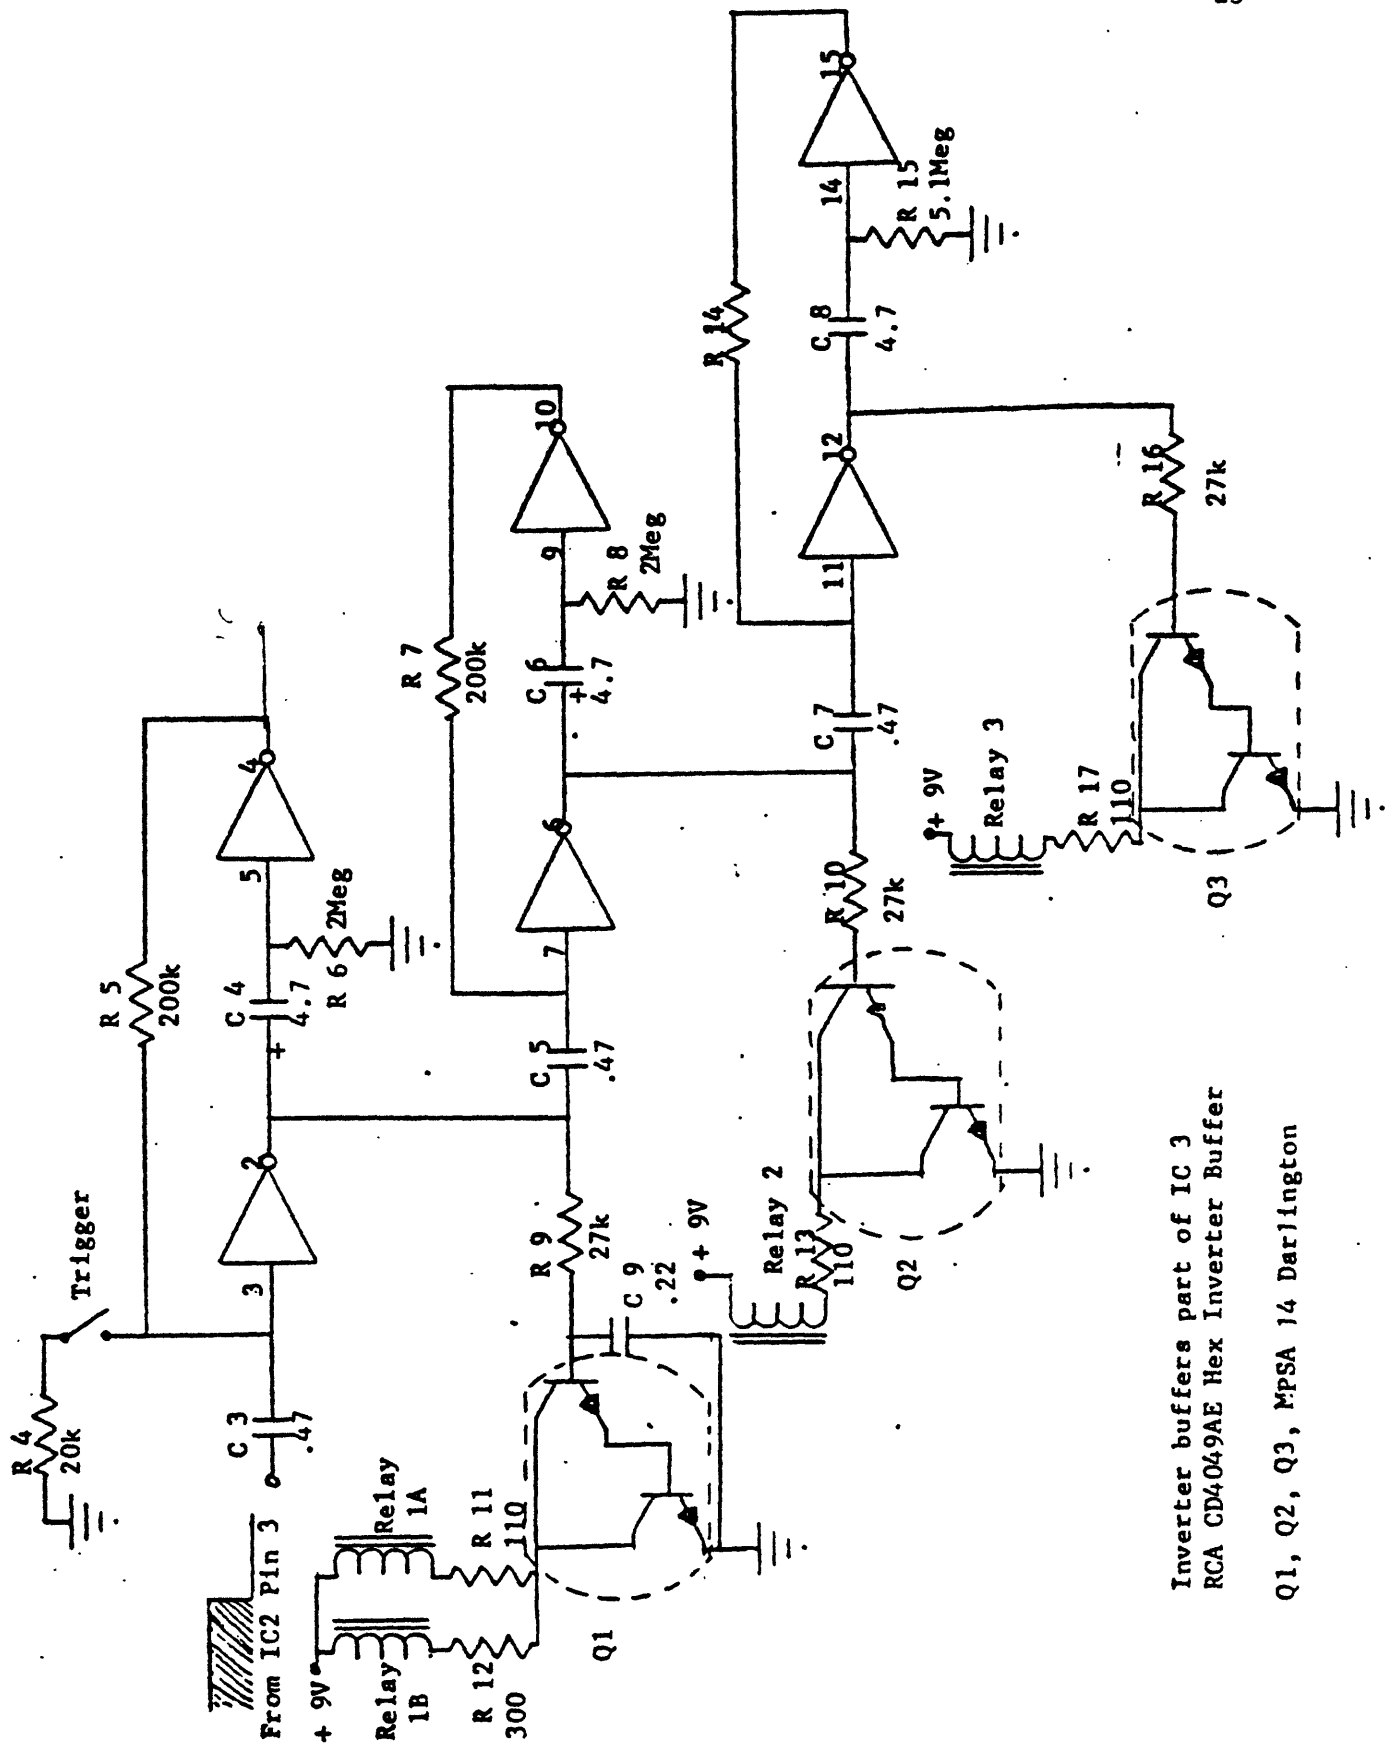 Trigger
R 4
20k
C 3
.47
From IC2 Pin 3
3
2
R 5
200k
C 4
+
4.7
R 6
2Meg
5
4
+ 9V
Relay
1B
Relay
1A
R 12
300
R 11
110
Q1
R 9
27k
C 9
.22
C 5
.47
7
6
R 7
200k
C 6
+
4.7
R 8
2Meg
9
10
+ 9V
Relay 2
R 13
110
Q2
R 10
27k
C 7
.47
11
12
R 14
C 8
4.7
14
15
R 15
5.1Meg
+ 9V
Relay 3
R 17
110
Q3
R 16
27k
Inverter buffers part of IC 3
RCA CD4049AE Hex Inverter Buffer
Q1, Q2, Q3, MPSA 14 Darlington